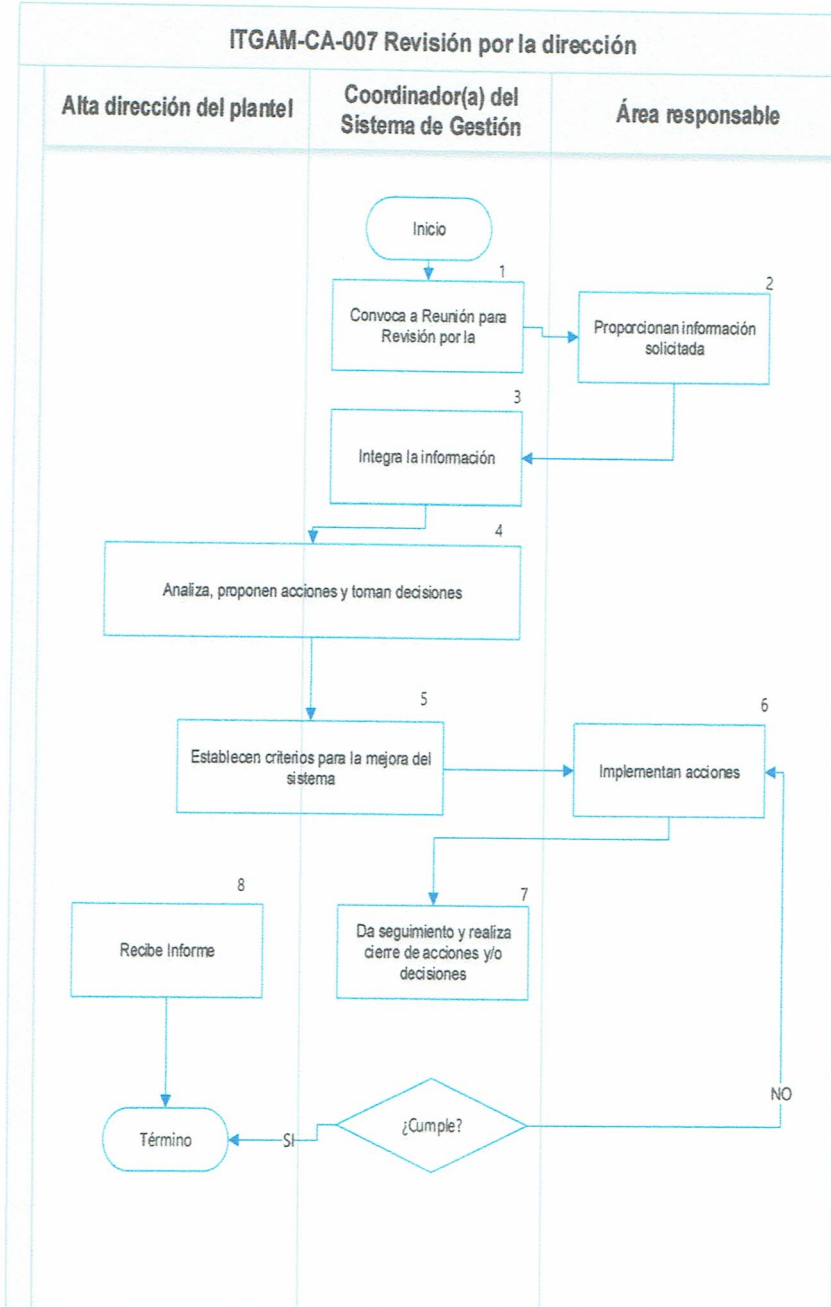 ITGAM-CA-007 Revisión por la dirección
Alta dirección del plantel
Coordinador(a) del
Sistema de Gestión
Área responsable
Inicio
1
Convoca a Reunión para
Revisión por la
2
Proporcionan información
solicitada
3
Integra la información
4
Analiza, proponen acciones y toman decisiones
5
Establecen criterios para la mejora del
sistema
6
Implementan acciones
7
Da seguimiento y realiza
cierre de acciones y/o
decisiones
8
Recibe Informe
NO
¿Cumple?
SI
Término